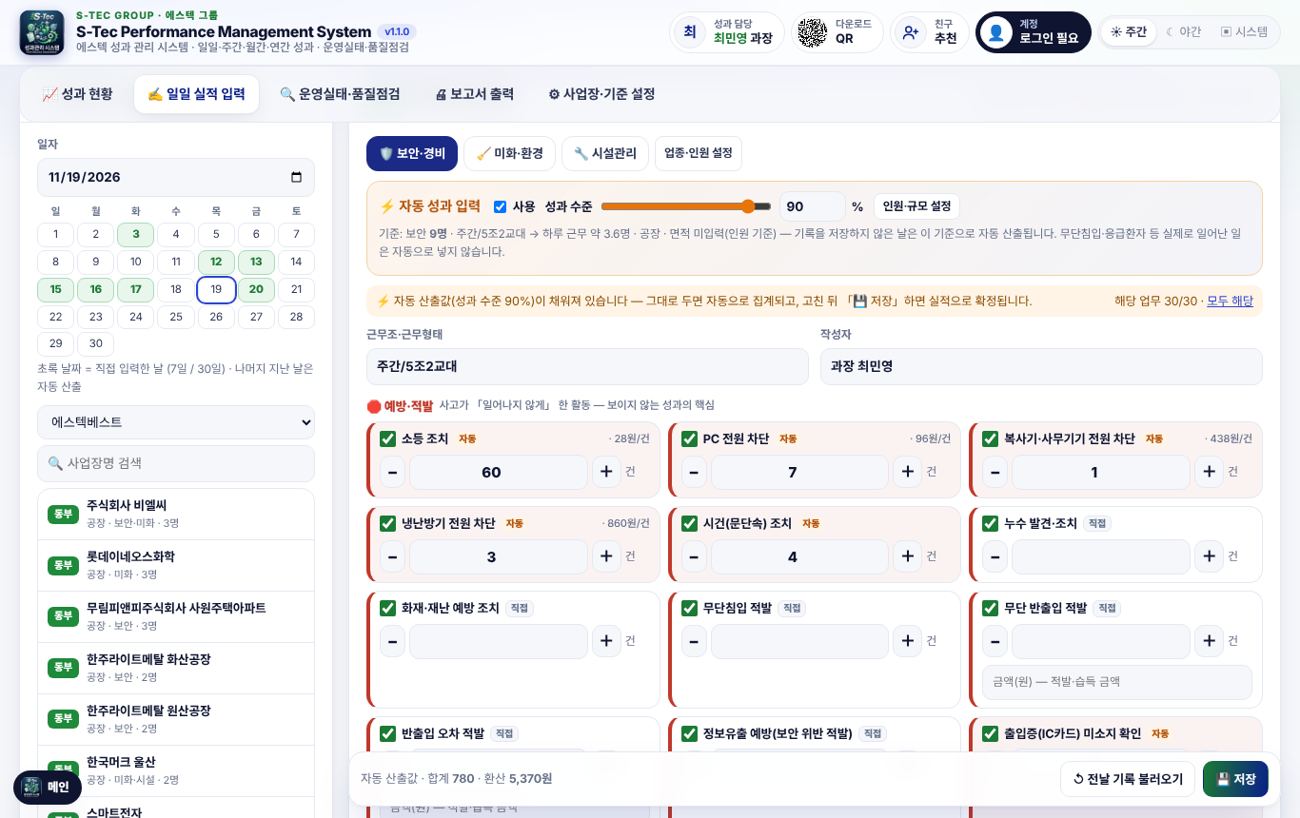 S-TEC GROUP · 에스텍 그룹
S-Tec Performance Management System v1.1.0
에스텍 성과 관리 시스템 · 일일·주간·월간·연간 성과 · 운영실태·품질점검
S-Tec
성과관리 시스템
최 성과 담당
최민영 과장
다운로드
QR
친구
추천
계정
로그인 필요
☀ 주간 ☾ 야간 ▣ 시스템
📈 성과 현황 ✍ 일일 실적 입력 🔍 운영실태·품질점검 🖨 보고서 출력 ⚙ 사업장·기준 설정
일자
11/19/2026
일 월 화 수 목 금 토
1 2 3 4 5 6 7
8 9 10 11 12 13 14
15 16 17 18 19 20 21
22 23 24 25 26 27 28
29 30
초록 날짜 = 직접 입력한 날 (7일 / 30일) · 나머지 지난 날은
자동 산출
에스텍베스트
🔍 사업장명 검색
동부 주식회사 비엘씨
공장 · 보안·미화 · 3명
동부 롯데이네오스화학
공장 · 미화 · 3명
동부 무림피앤피주식회사 사원주택아파트
공장 · 보안 · 3명
동부 한주라이트메탈 화산공장
공장 · 보안 · 2명
동부 한주라이트메탈 원산공장
공장 · 보안 · 2명
동부 한국머크 울산
공장 · 미화·시설 · 2명
스마트전자
메인
🛡 보안·경비 🧹 미화·환경 🔧 시설관리 업종·인원 설정
⚡ 자동 성과 입력 사용 성과 수준 90 % 인원·규모 설정
기준: 보안 9명 · 주간/5조2교대 → 하루 근무 약 3.6명 · 공장 · 면적 미입력(인원 기준) — 기록을 저장하지 않은 날은 이 기준으로 자동 산출됩니다. 무단침입·응급환자 등 실제로 일어난 일
은 자동으로 넣지 않습니다.
⚡ 자동 산출값(성과 수준 90%)이 채워져 있습니다 — 그대로 두면 자동으로 집계되고, 고친 뒤 「💾 저장」하면 실적으로 확정됩니다. 해당 업무 30/30 · 모두 해당
근무조·근무형태 작성자
주간/5조2교대 과장 최민영
🛑 예방·적발 사고가 「일어나지 않게」 한 활동 — 보이지 않는 성과의 핵심
소등 조치 자동 · 28원/건
− 60 + 건
PC 전원 차단 자동 · 96원/건
− 7 + 건
복사기·사무기기 전원 차단 자동 · 438원/건
− 1 + 건
냉난방기 전원 차단 자동 · 860원/건
− 3 + 건
시건(문단속) 조치 자동
− 4 + 건
누수 발견·조치 직접
− + 건
화재·재난 예방 조치 직접
− + 건
무단침입 적발 직접
− + 건
무단 반출입 적발 직접
− + 건
금액(원) — 적발·습득 금액
반출입 오차 적발 직접
정보유출 예방(보안 위반 적발) 직접
출입증(IC카드) 미소지 확인 자동
자동 산출값 · 합계 780 · 환산 5,370원
↺ 전날 기록 불러오기 💾 저장
금액(원) — 적발·습득 금액